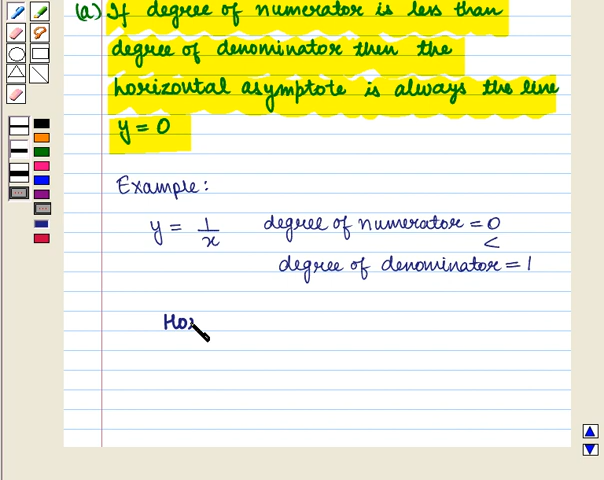 (a) If degree of numerator is less than
degree of denominator then the
horizontal asymptote is always the line
y = 0
Example:
y = 1/x degree of numerator = 0
<
degree of denominator = 1
Ho